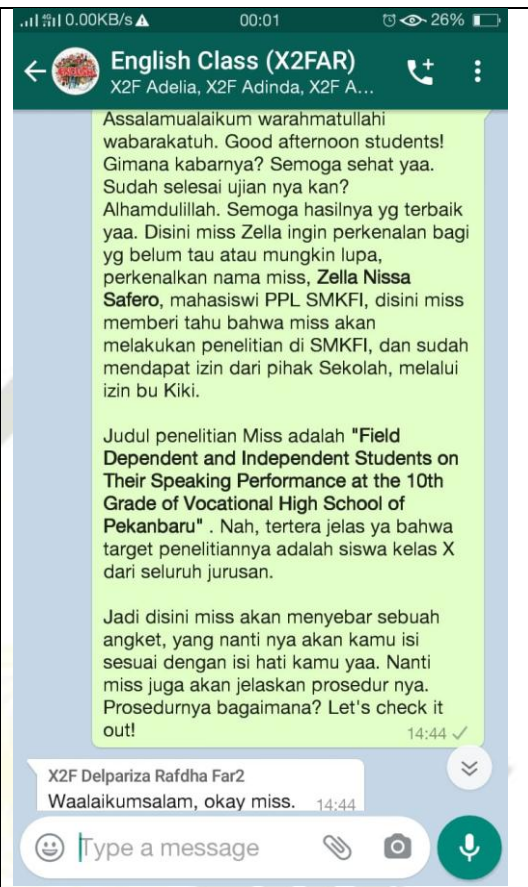 0.00KB/s
00:01
26%
English Class (X2FAR)
X2F Adelia, X2F Adinda, X2F A...
Assalamualaikum warahmatullahi
wabarakatuh. Good afternoon students!
Gimana kabarnya? Semoga sehat yaa.
Sudah selesai ujian nya kan?
Alhamdulillah. Semoga hasilnya yg terbaik
yaa. Disini miss Zella ingin perkenalan bagi
yg belum tau atau mungkin lupa,
perkenalkan nama miss, Zella Nissa
Safero, mahasiswi PPL SMKFI, disini miss
memberi tahu bahwa miss akan
melakukan penelitian di SMKFI, dan sudah
mendapat izin dari pihak Sekolah, melalui
izin bu Kiki.
Judul penelitian Miss adalah "Field
Dependent and Independent Students on
Their Speaking Performance at the 10th
Grade of Vocational High School of
Pekanbaru" . Nah, tertera jelas ya bahwa
target penelitiannya adalah siswa kelas X
dari seluruh jurusan.
Jadi disini miss akan menyebar sebuah
angket, yang nanti nya akan kamu isi
sesuai dengan isi hati kamu yaa. Nanti
miss juga akan jelaskan prosedur nya.
Prosedurnya bagaimana? Let's check it
out!
14:44
X2F Delpariza Rafdha Far2
Waalaikumsalam, okay miss.
14:44
Type a message